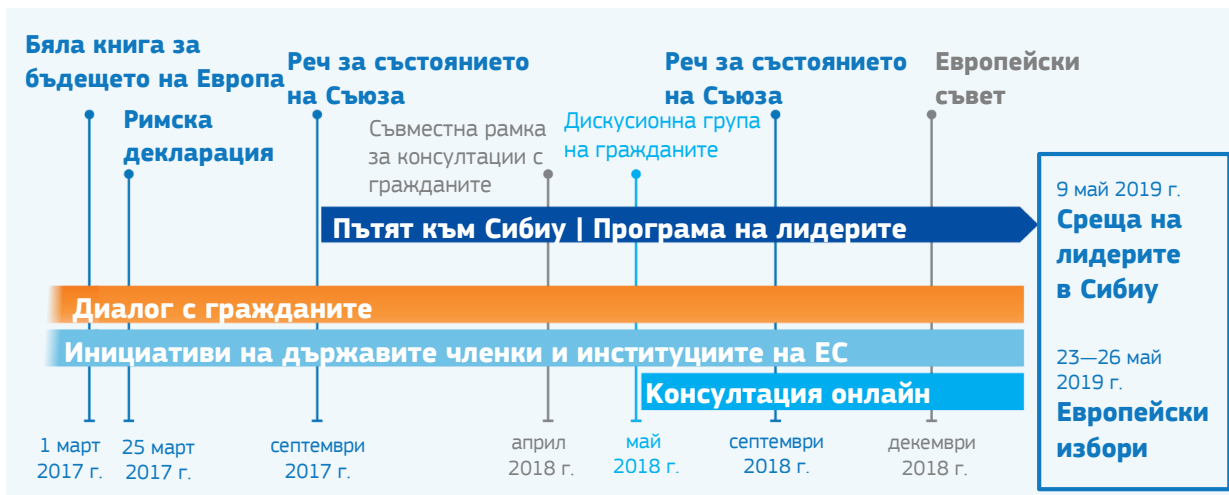 Бяла книга за
бъдещето на Европа
Римска
декларация
Реч за състоянието
на Съюза
Съвместна рамка
за консултации с
гражданите
Дискусионна група
на гражданите
Реч за състоянието
на Съюза
Европейски
съвет
Пътят към Сибиу | Програма на лидерите
Диалог с гражданите
Инициативи на държавите членки и институциите на ЕС
Консултация онлайн
1 март
2017 г.
25 март
2017 г.
септември
2017 г.
април
2018 г.
май
2018 г.
септември
2018 г.
декември
2018 г.
9 май 2019 г.
Среща на
лидерите
в Сибиу
23—26 май
2019 г.
Европейски
избори